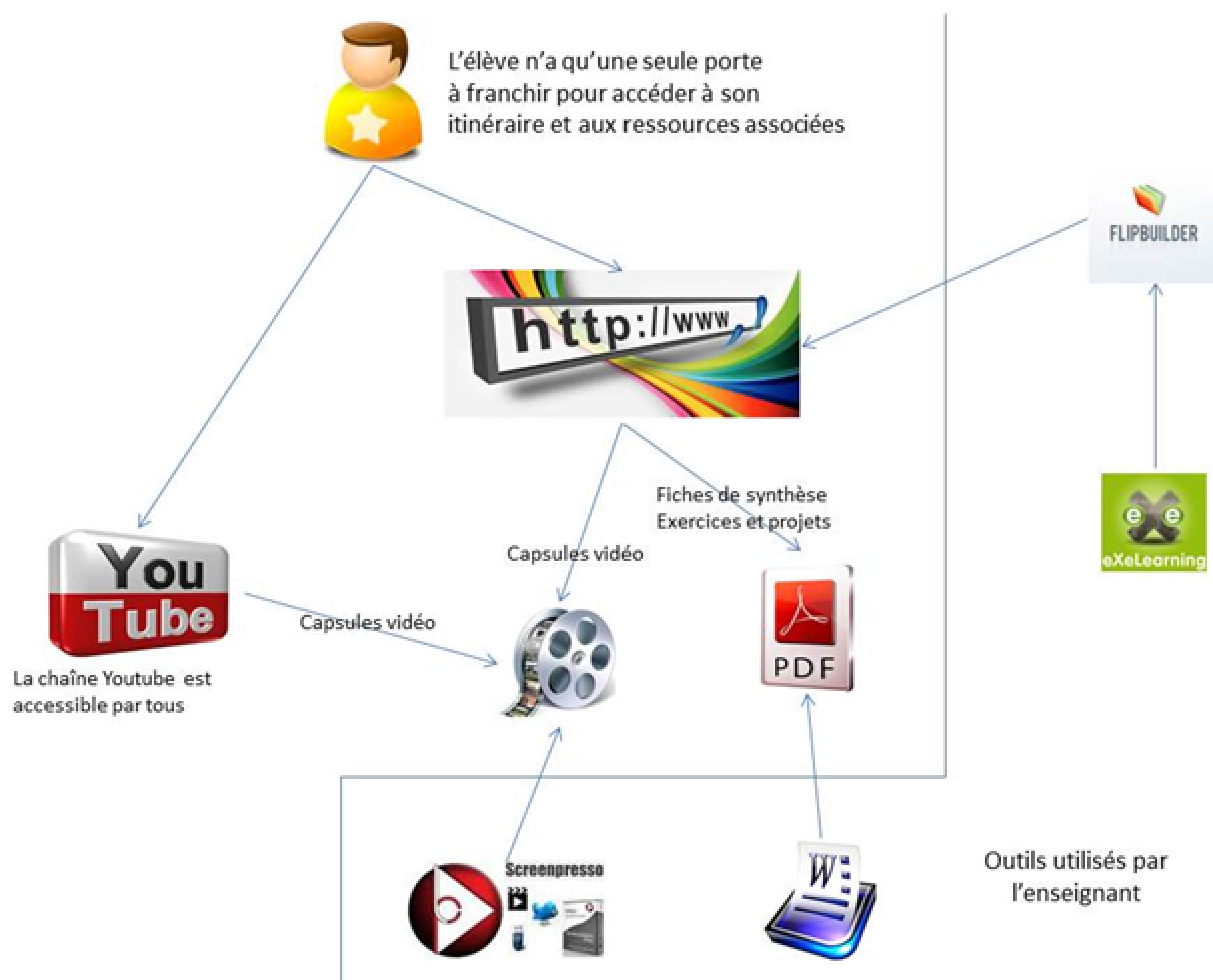 L'élève n'a qu'une seule porte
à franchir pour accéder à son
itinéraire et aux ressources associées
FLIPBUILDER
http://www
Fiches de synthèse
Exercices et projets
eXeLearning
Capsules vidéo
You
Tube
Capsules vidéo
PDF
La chaîne Youtube est
accessible par tous
Screenpresso
W
Outils utilisés par
l'enseignant